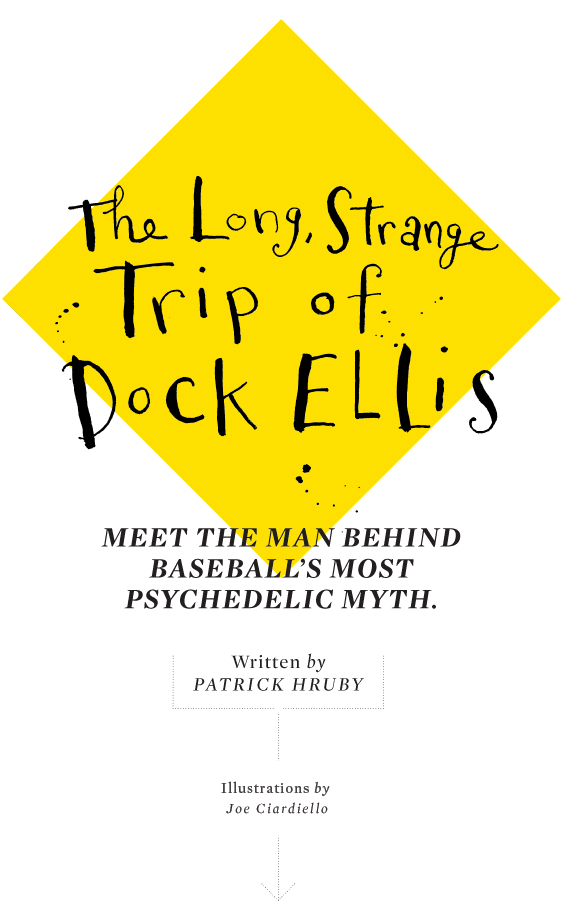 The Long, Strange
Trip of
Dock ELLis
MEET THE MAN BEHIND
BASEBALL’S MOST
PSYCHEDELIC MYTH.
Written by
PATRICK HRUBY
Illustrations by
Joe Ciardiello